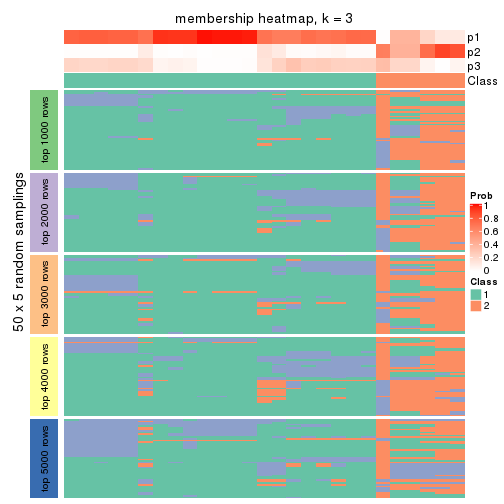 membership heatmap, k = 3
p1
p2
p3
Class
50 x 5 random samplings
top 1000 rows
top 2000 rows
top 3000 rows
top 4000 rows
top 5000 rows
Prob
1
0.8
0.6
0.4
0.2
0
Class
1
2